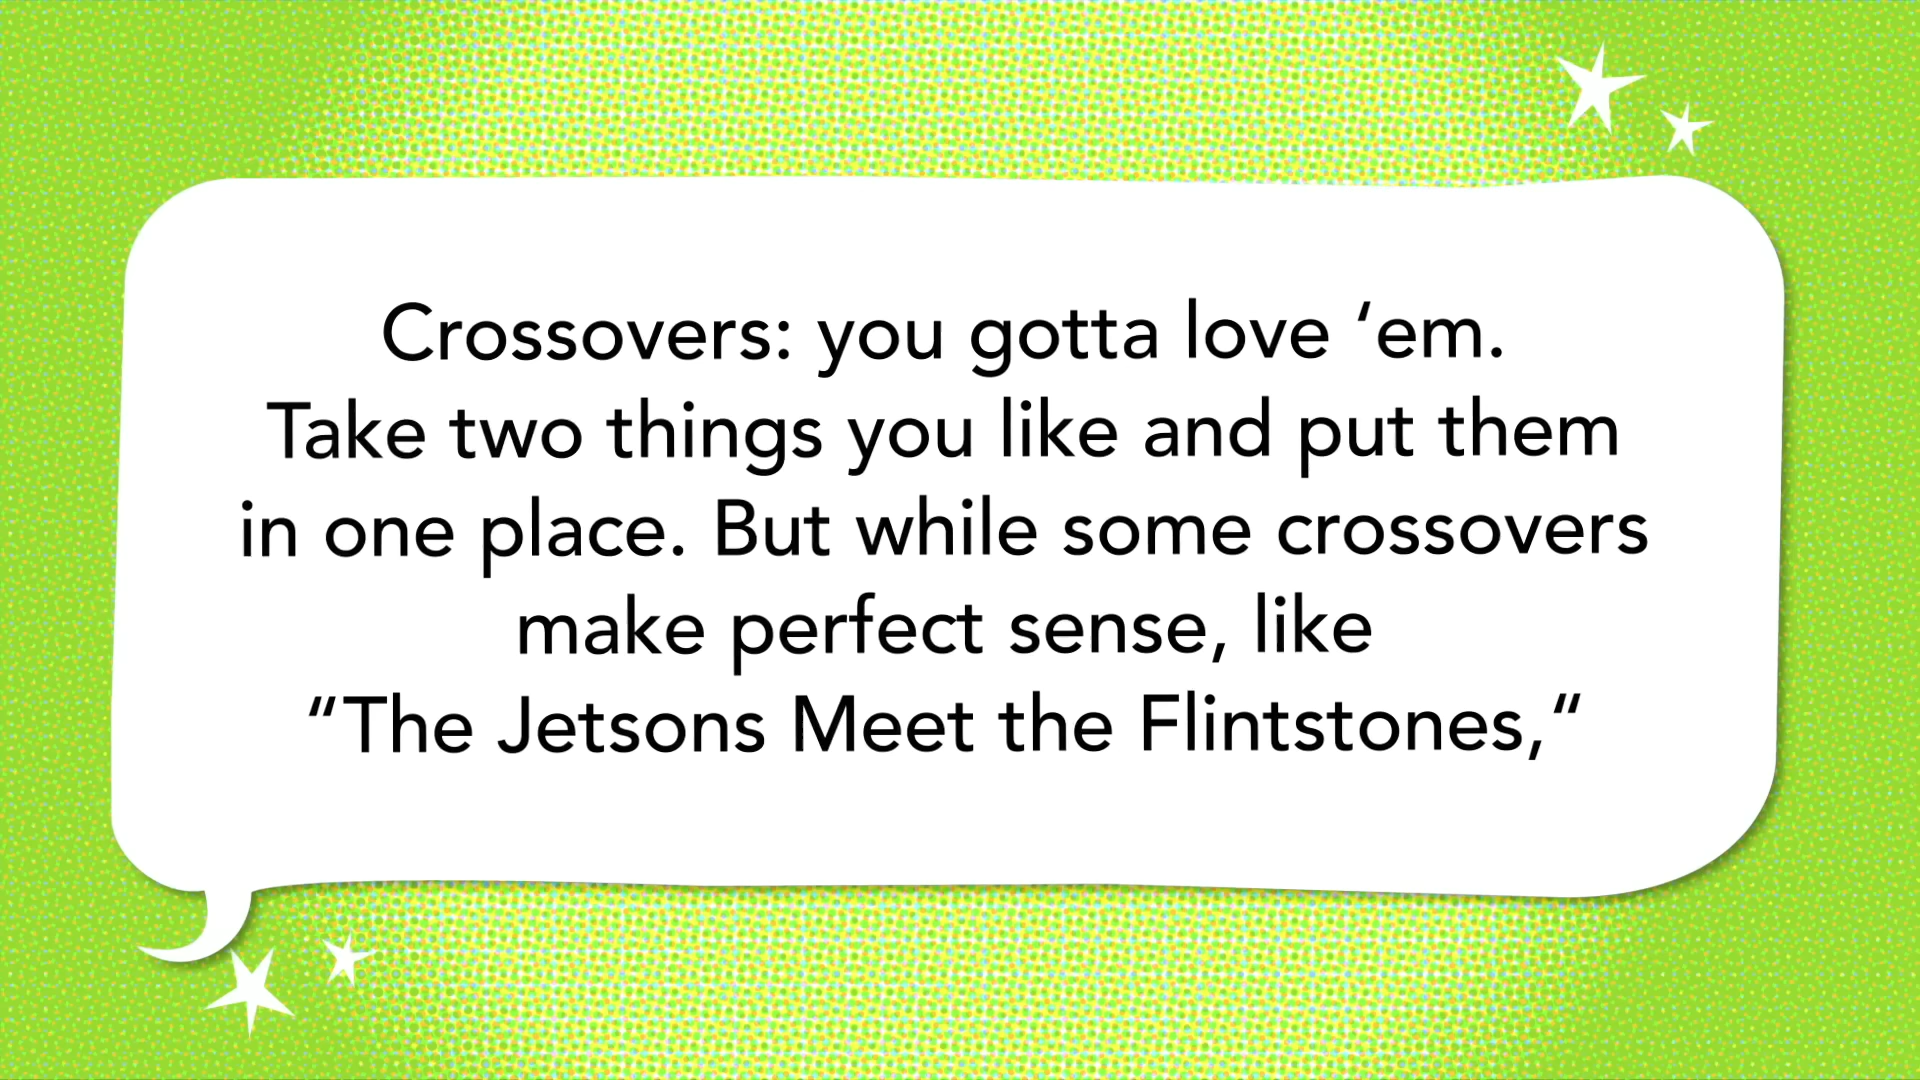 Crossovers: you gotta love ‘em.
Take two things you like and put them
in one place. But while some crossovers
make perfect sense, like
“The Jetsons Meet the Flintstones,“